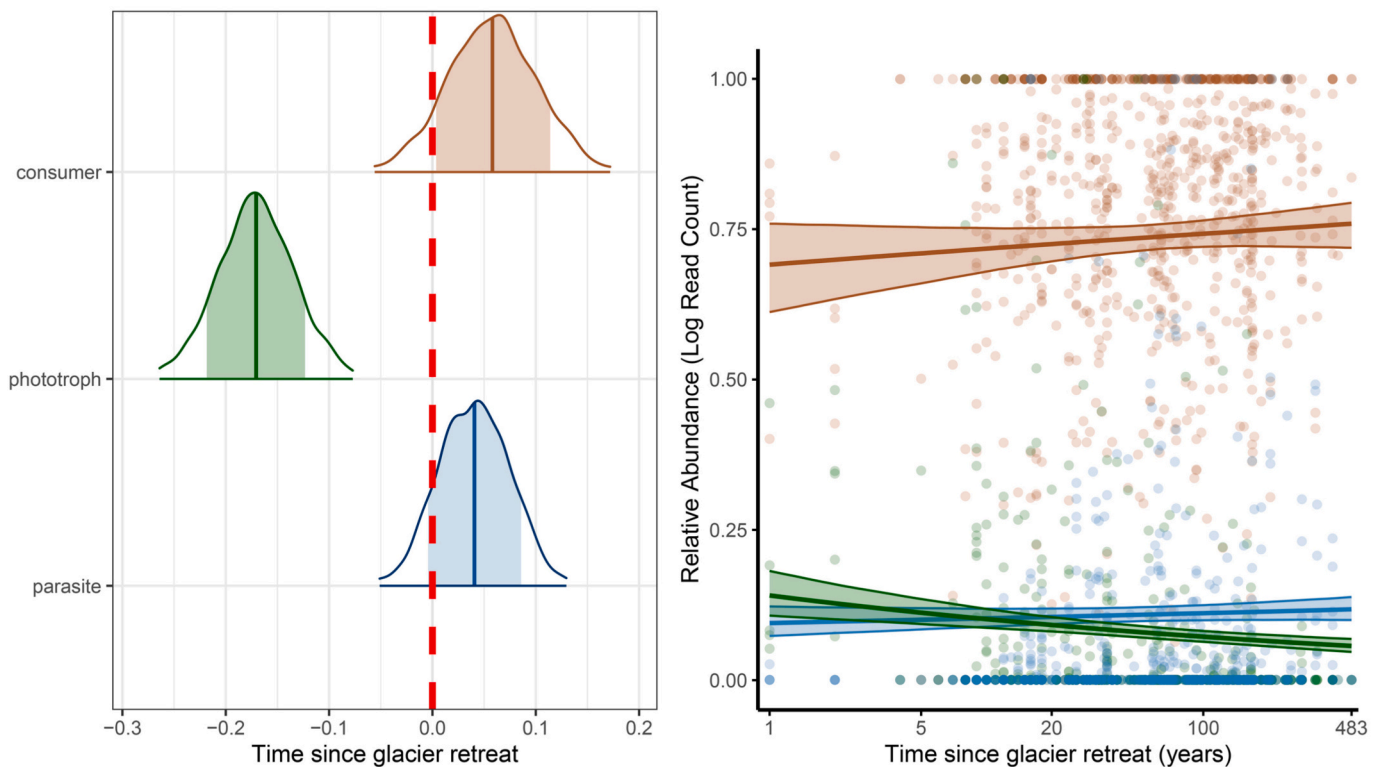 consumer
phototroph
parasite
−0.3 −0.2 −0.1 0.0 0.1 0.2
Time since glacier retreat
Relative Abundance (Log Read Count)
1.00
0.75
0.50
0.25
0.00
1 5 20 100 483
Time since glacier retreat (years)